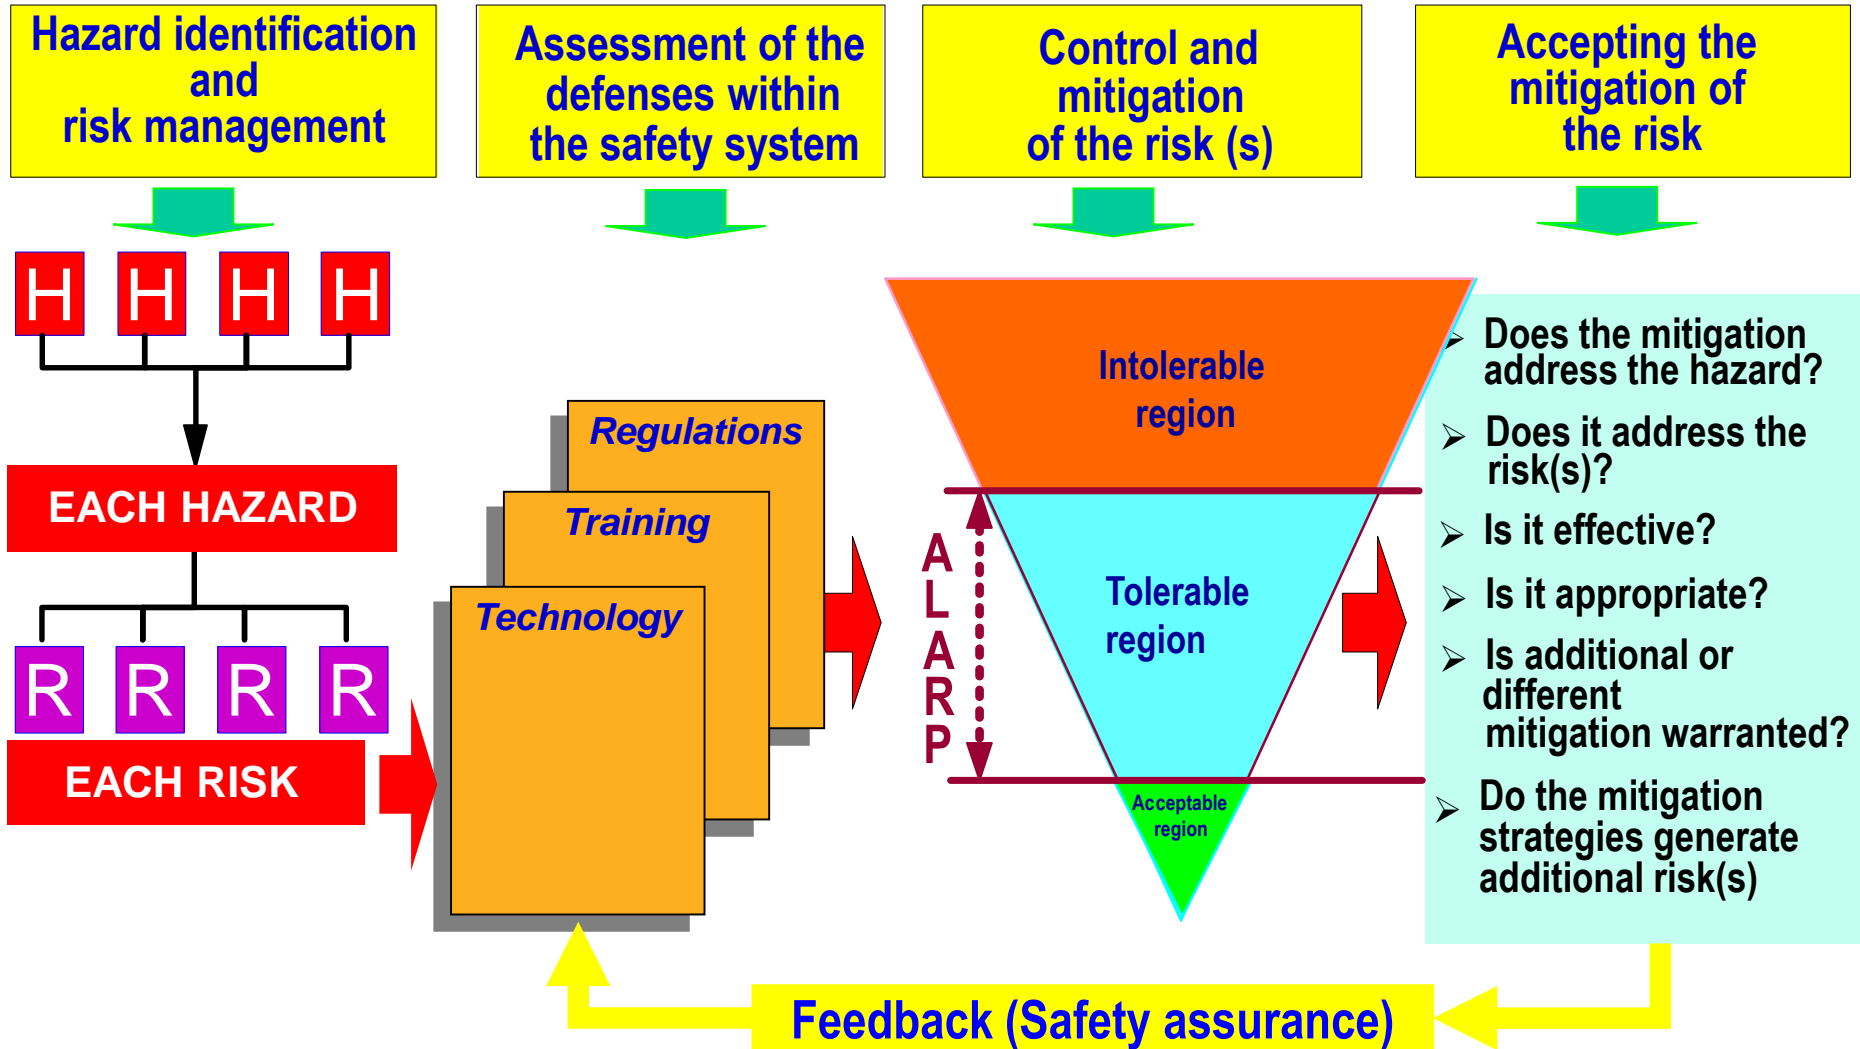 Hazard identification
and
risk management
Assessment of the
defenses within
the safety system
Control and
mitigation
of the risk (s)
Accepting the
mitigation of
the risk
H H H H
EACH HAZARD
R R R R
EACH RISK
Regulations
Training
Technology
A
L
A
R
P
Intolerable
region
Tolerable
region
Acceptable
region
➢ Does the mitigation
address the hazard?
➢ Does it address the
risk(s)?
➢ Is it effective?
➢ Is it appropriate?
➢ Is additional or
different
mitigation warranted?
➢ Do the mitigation
strategies generate
additional risk(s)
Feedback (Safety assurance)